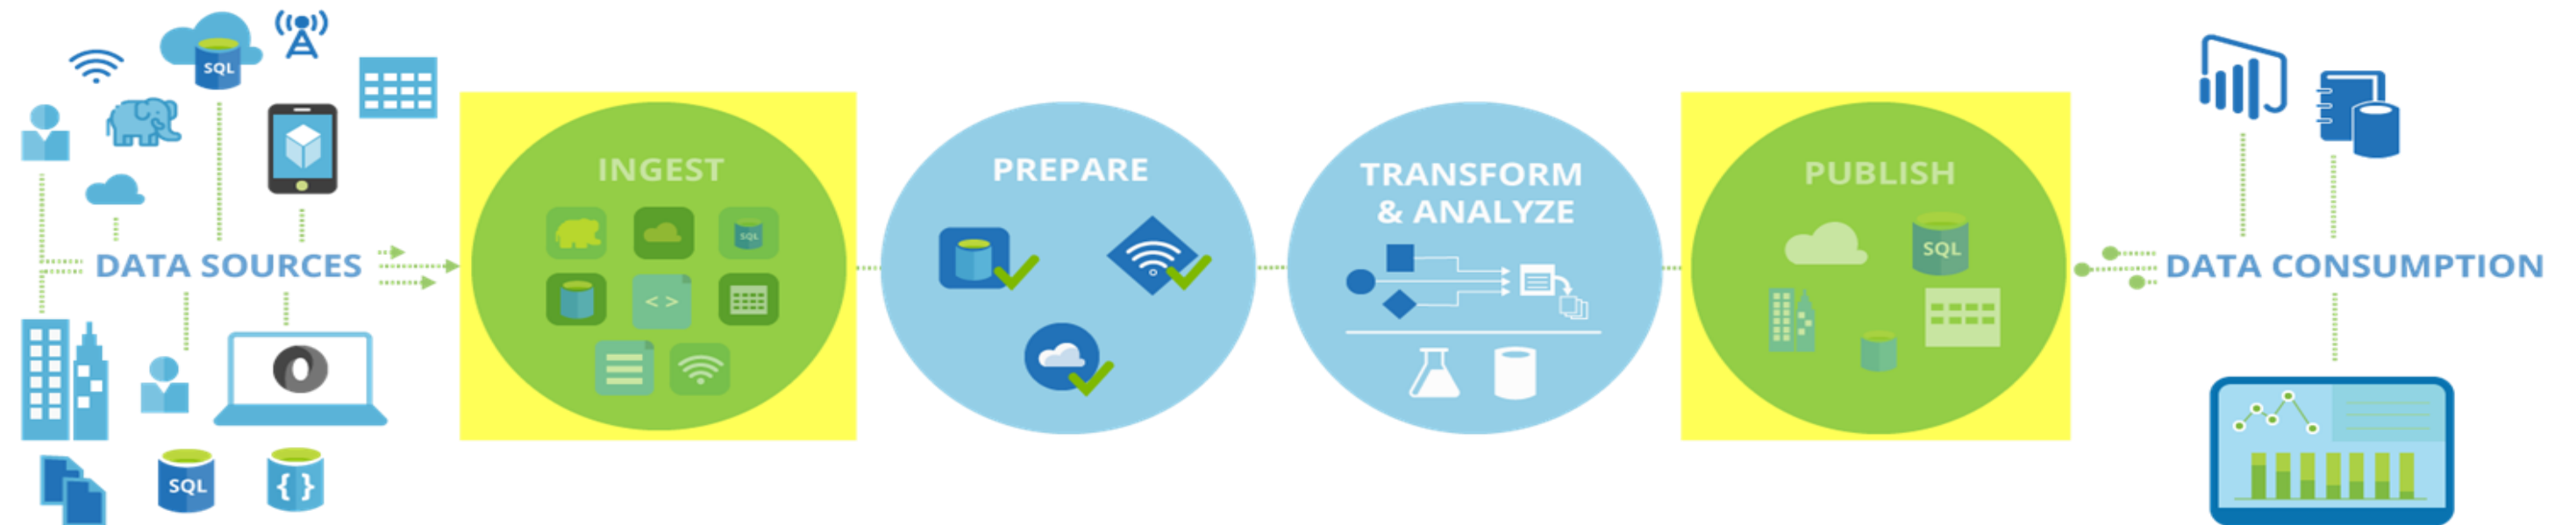 SQL
DATA SOURCES
SQL
{ }
INGEST
SQL
< >
PREPARE
TRANSFORM
& ANALYZE
PUBLISH
SQL
DATA CONSUMPTION